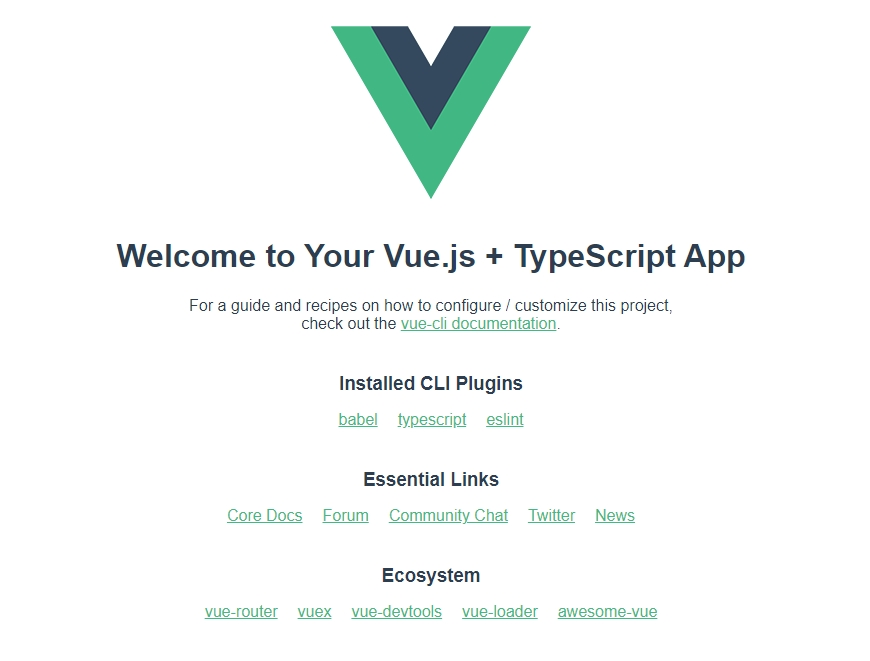 Welcome to Your Vue.js + TypeScript App
For a guide and recipes on how to configure / customize this project,
check out the vue-cli documentation.
Installed CLI Plugins
babel typescript eslint
Essential Links
Core Docs Forum Community Chat Twitter News
Ecosystem
vue-router vuex vue-devtools vue-loader awesome-vue